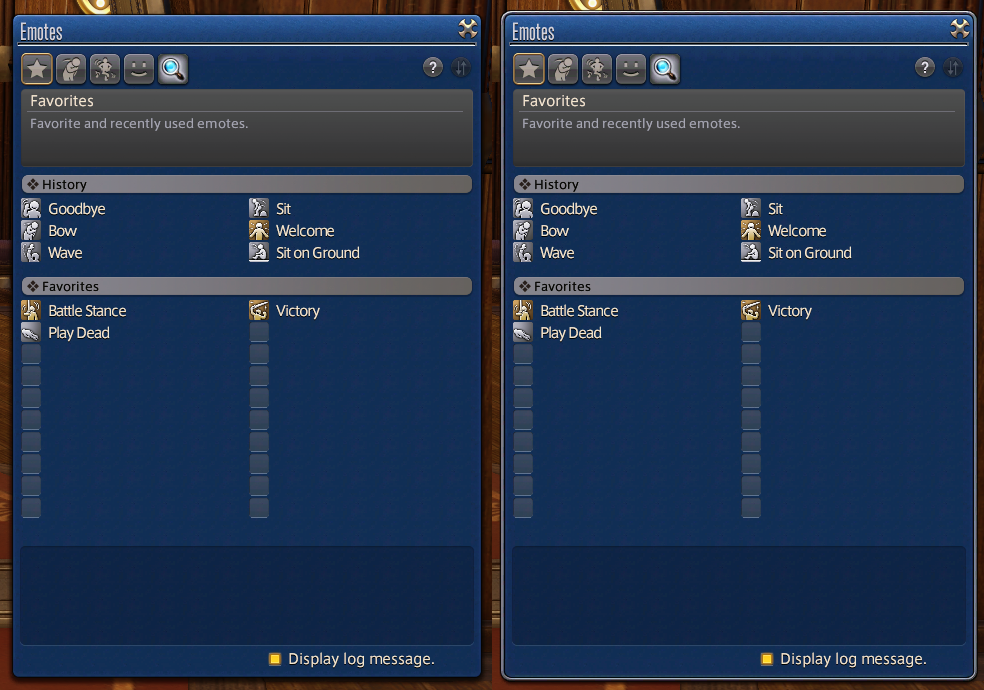 Emotes
?
Favorites
Favorite and recently used emotes.
History
Goodbye Sit
Bow Welcome
Wave Sit on Ground
Favorites
Battle Stance Victory
Play Dead
Display log message.
Emotes
?
Favorites
Favorite and recently used emotes.
History
Goodbye Sit
Bow Welcome
Wave Sit on Ground
Favorites
Battle Stance Victory
Play Dead
Display log message.